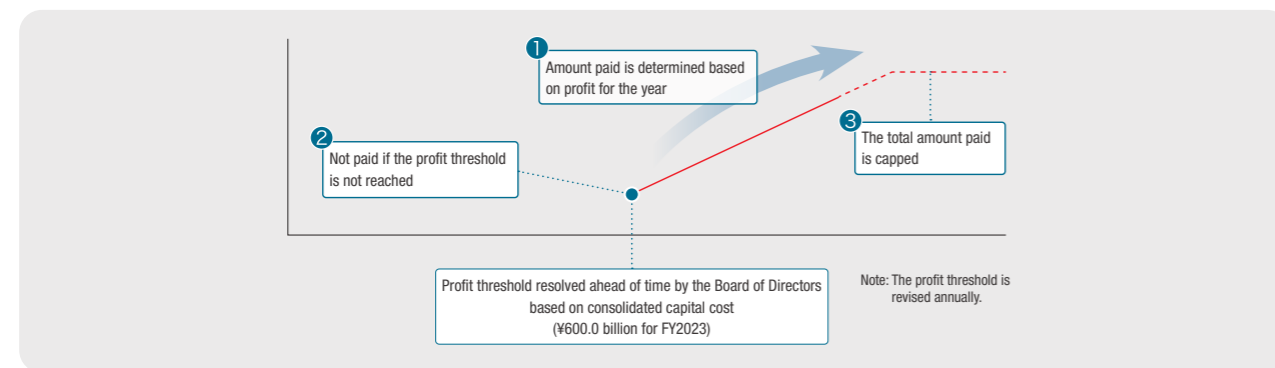 1
Amount paid is determined based
on profit for the year
2
Not paid if the profit threshold
is not reached
3
The total amount paid
is capped
Profit threshold resolved ahead of time by the Board of Directors
based on consolidated capital cost
(¥600.0 billion for FY2023)
Note: The profit threshold is
revised annually.